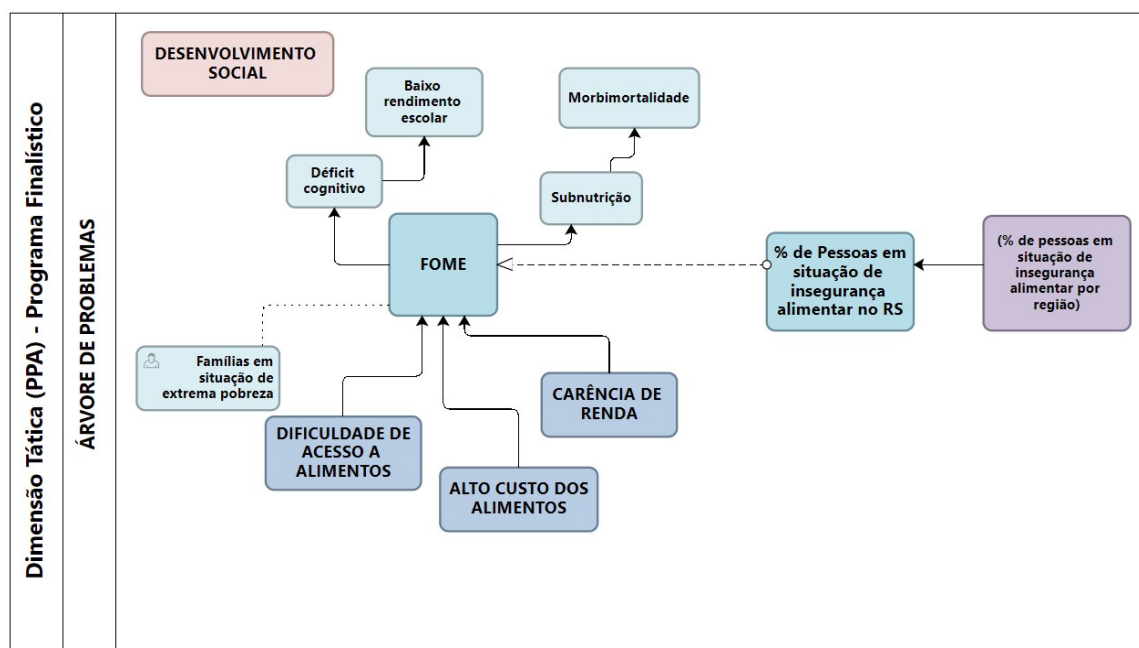 Dimensão Tática (PPA) - Programa Finalístico
ÁRVORE DE PROBLEMAS
DESENVOLVIMENTO
SOCIAL
Baixo
rendimento
escolar
Morbimortalidade
Déficit
cognitivo
Subnutrição
FOME
% de Pessoas em
situação de
insegurança
alimentar no RS
(% de pessoas em
situação de
insegurança
alimentar por
região)
Famílias em
situação de
extrema pobreza
CARÊNCIA DE
RENDA
DIFICULDADE DE
ACESSO A
ALIMENTOS
ALTO CUSTO DOS
ALIMENTOS